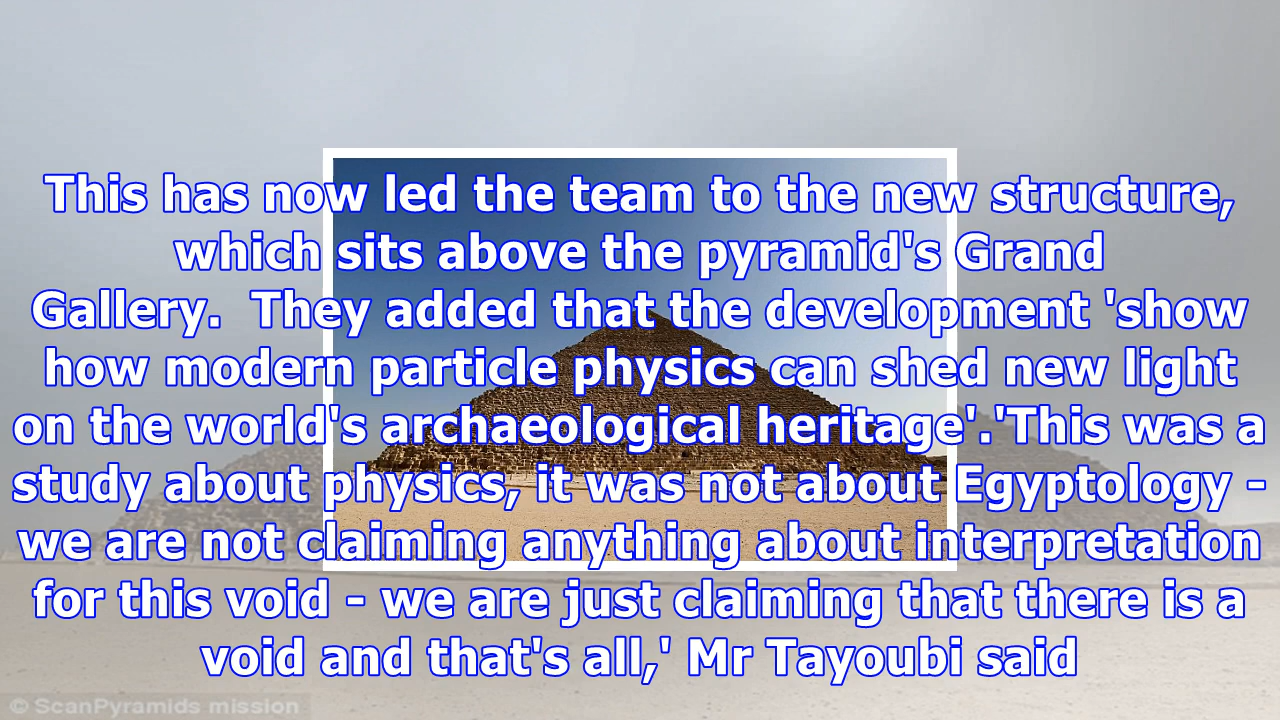 This has now led the team to the new structure,
which sits above the pyramid's Grand
Gallery.  They added that the development 'show
how modern particle physics can shed new light
on the world's archaeological heritage'. 'This was a
study about physics, it was not about Egyptology -
we are not claiming anything about interpretation
for this void - we are just claiming that there is a
void and that's all,' Mr Tayoubi said
© ScanPyramids mission